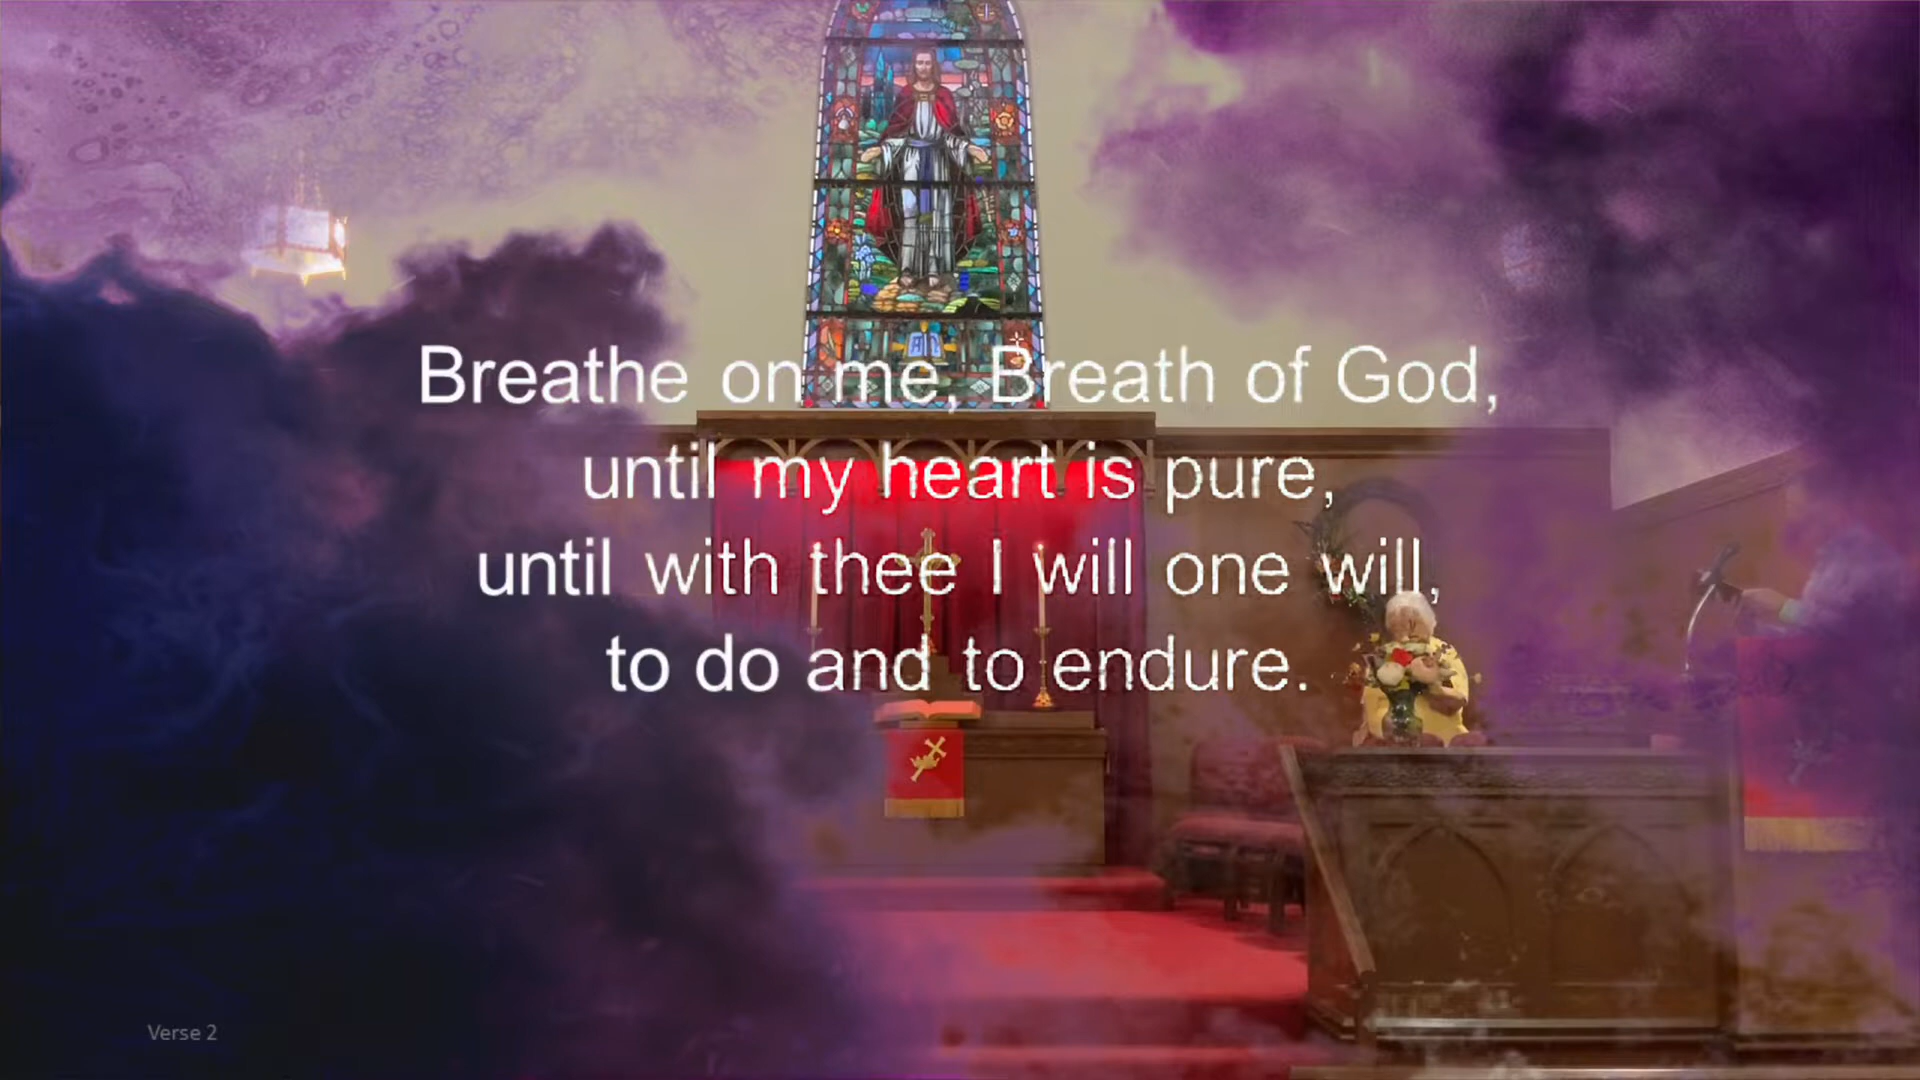 Breathe on me, Breath of God,
until my heart is pure,
until with thee I will one will,
to do and to endure.
Verse 2